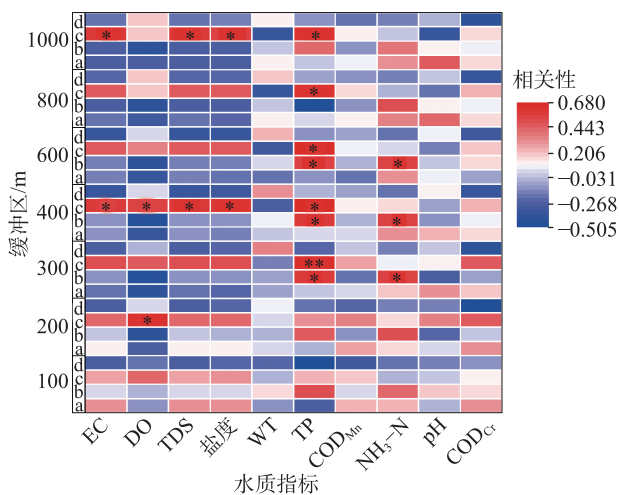 d
1000 c * * * *
b
a
d
800 c *
b
a
d
600 c *
b * *
a
d
400 c * * * * *
b * *
a
d
300 c **
b * *
a
d
200 c *
b
a
d
100 c
b
a
缓冲区/m
EC DO TDS 盐度 WT TP COD_Mn NH₃−N pH COD_Cr
水质指标
相关性
0.680
0.443
0.206
−0.031
−0.268
−0.505